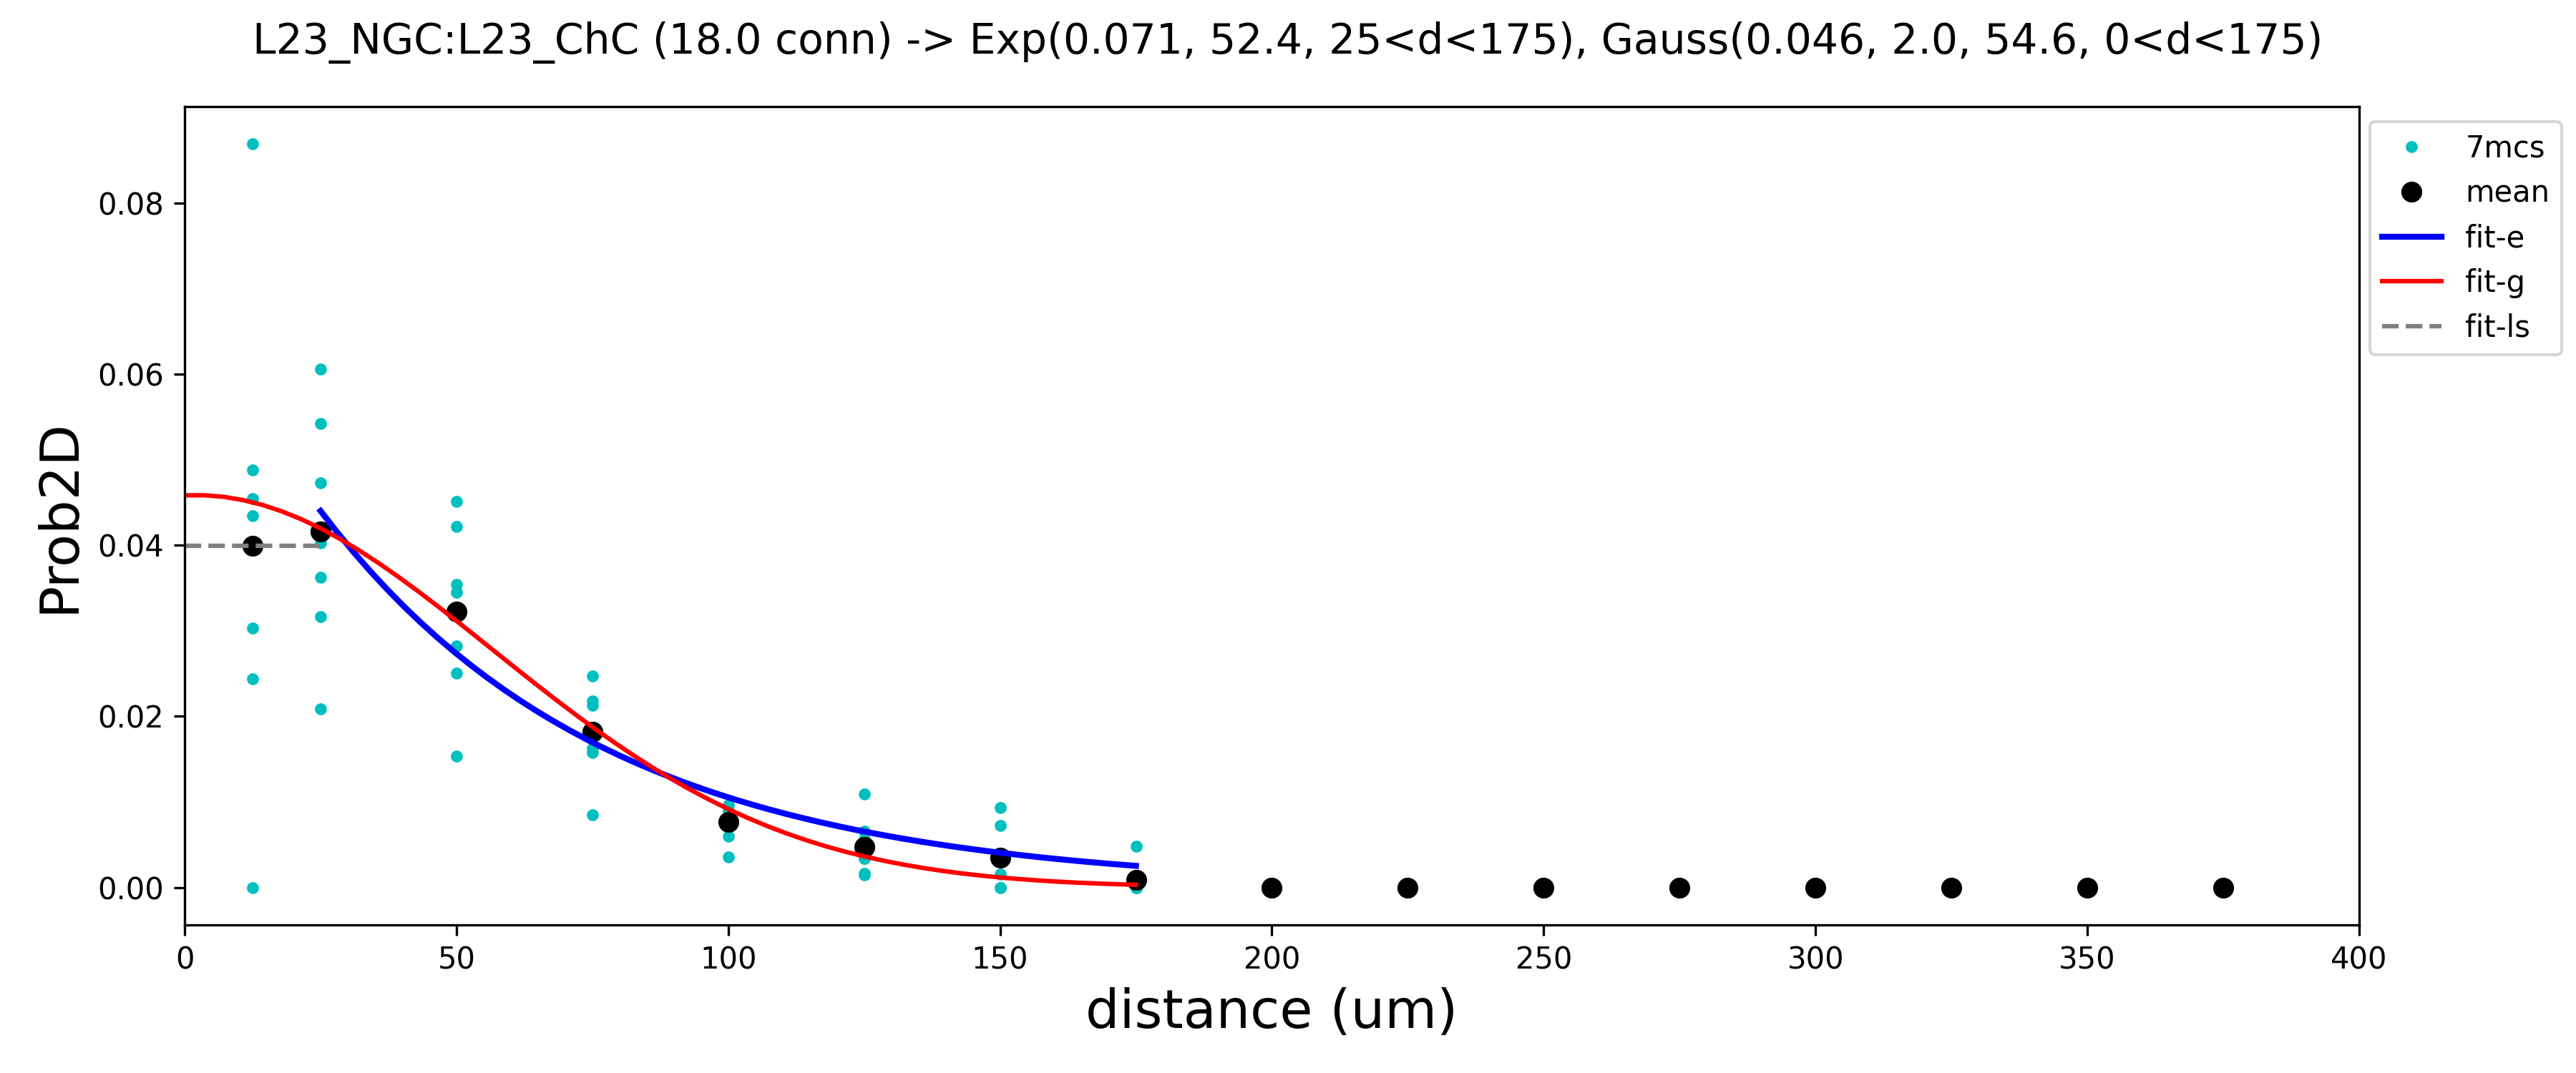 L23_NGC:L23_ChC (18.0 conn) -> Exp(0.071, 52.4, 25<d<175), Gauss(0.046, 2.0, 54.6, 0<d<175)
7mcs
mean
fit-e
fit-g
fit-ls
Prob2D
0.08
0.06
0.04
0.02
0.00
0 50 100 150 200 250 300 350 400
distance (um)